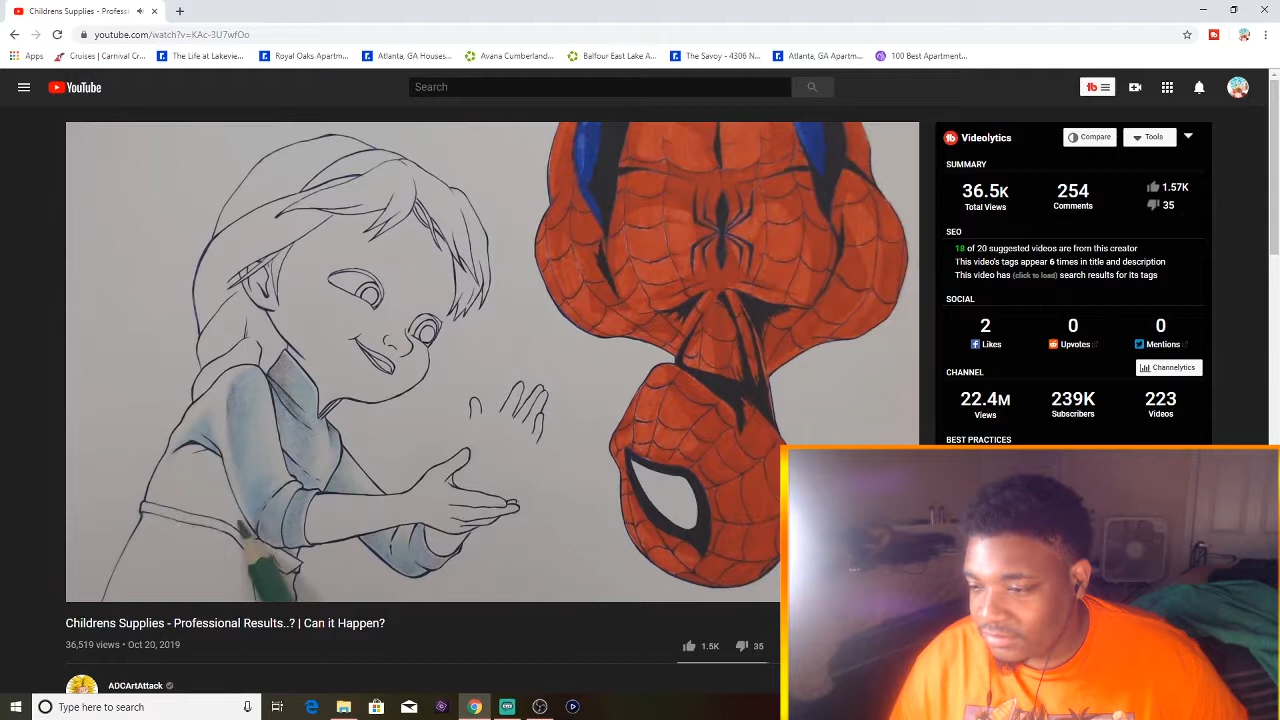 Childrens Supplies - Profess
youtube.com/watch?v=KAc-3U7wfOo
Apps
Cruises | Carnival Cr...
The Life at Lakevie...
Royal Oaks Apartm...
Atlanta, GA Houses...
Avana Cumberland...
Balfour East Lake A...
The Savoy - 4306 N...
Atlanta, GA Apartm...
100 Best Apartment...
YouTube
Search
tb
tb Videolytics
Compare
Tools
SUMMARY
36.5K 254 1.57K
Total Views Comments 35
SEO
18 of 20 suggested videos are from this creator
This video's tags appear 6 times in title and description
This video has (click to load) search results for its tags
SOCIAL
2 0 0
Likes Upvotes Mentions
CHANNEL
Channelytics
22.4M 239K 223
Views Subscribers Videos
BEST PRACTICES
Childrens Supplies - Professional Results..? | Can it Happen?
36,519 views • Oct 20, 2019
1.5K 35
ADCArtAttack
Type here to search